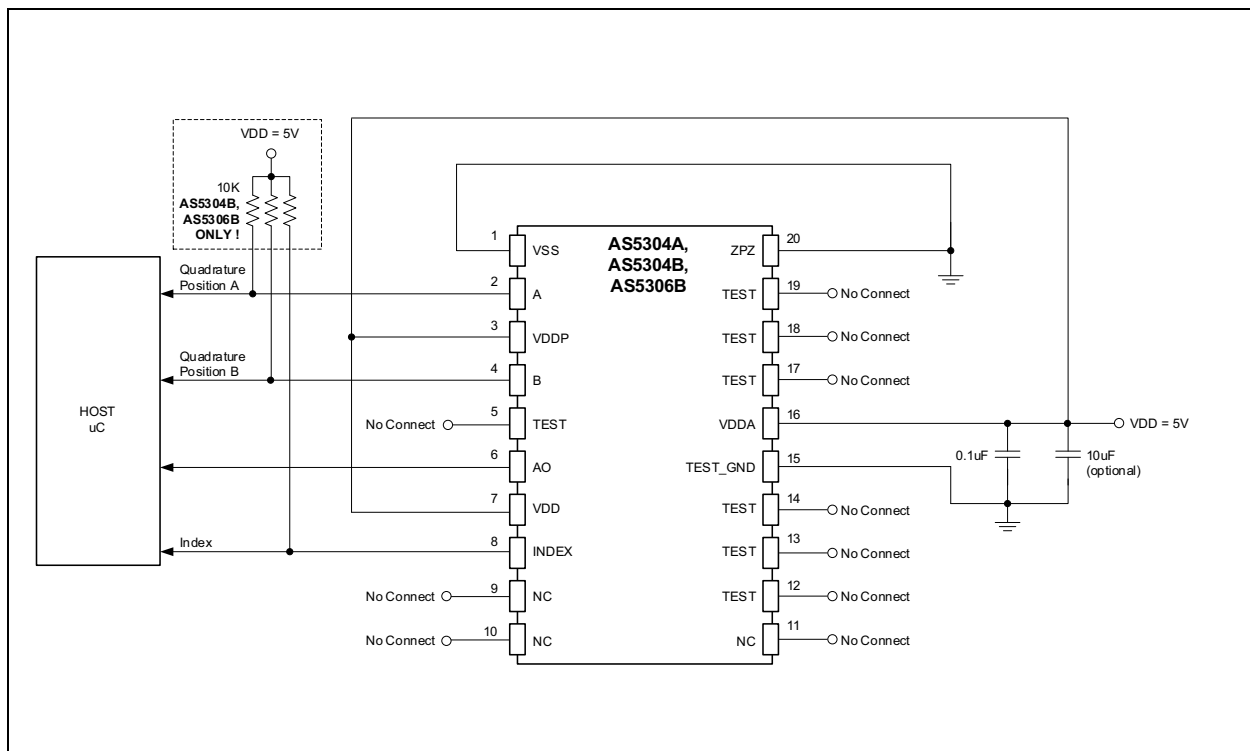 VDD = 5V
10K
AS5304B,
AS5306B
ONLY !
HOST
uC
Quadrature
Position A
Quadrature
Position B
Index
AS5304A,
AS5304B,
AS5306B
1 VSS
2 A
3 VDDP
4 B
No Connect 5 TEST
6 AO
7 VDD
8 INDEX
No Connect 9 NC
No Connect 10 NC
ZPZ 20
TEST 19 No Connect
TEST 18 No Connect
TEST 17 No Connect
VDDA 16 VDD = 5V
TEST_GND 15
0.1uF
10uF
(optional)
TEST 14 No Connect
TEST 13 No Connect
TEST 12 No Connect
NC 11 No Connect